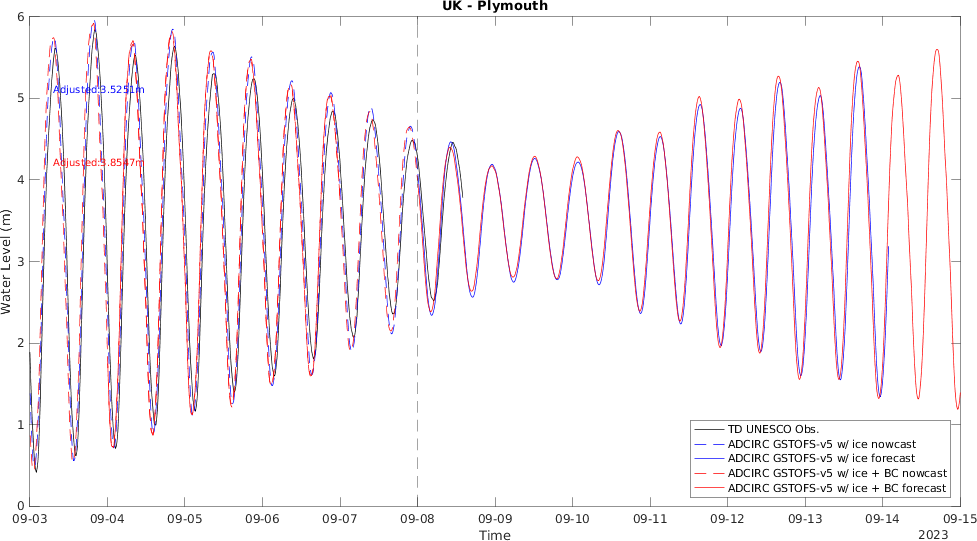 UK - Plymouth
6
5
4
3
2
1
0
Water Level (m)
Adjusted:3.5251m
Adjusted:3.8547m
TD UNESCO Obs.
ADCIRC GSTOFS-v5 w/ ice nowcast
ADCIRC GSTOFS-v5 w/ ice forecast
ADCIRC GSTOFS-v5 w/ ice + BC nowcast
ADCIRC GSTOFS-v5 w/ ice + BC forecast
09-03 09-04 09-05 09-06 09-07 09-08 09-09 09-10 09-11 09-12 09-13 09-14 09-15
Time
2023